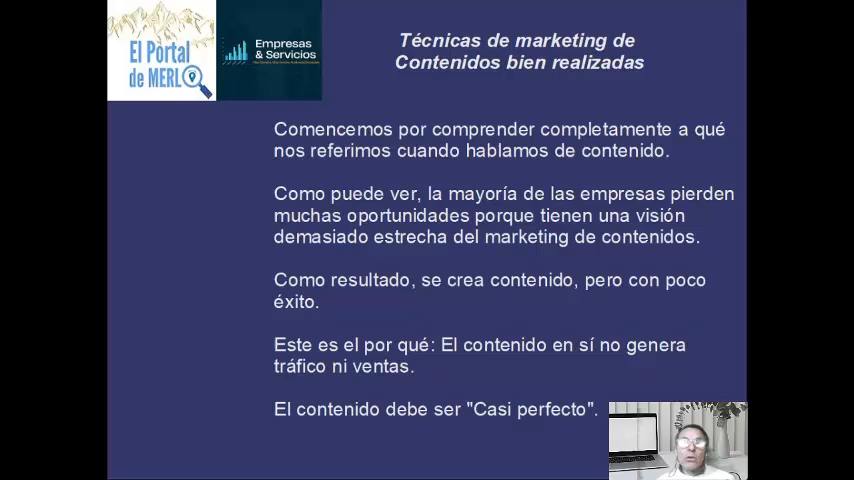 El Portal
de MERLO
Empresas
& Servicios
Técnicas de marketing de
Contenidos bien realizadas
Comencemos por comprender completamente a qué
nos referimos cuando hablamos de contenido.
Como puede ver, la mayoría de las empresas pierden
muchas oportunidades porque tienen una visión
demasiado estrecha del marketing de contenidos.
Como resultado, se crea contenido, pero con poco
éxito.
Este es el por qué: El contenido en sí no genera
tráfico ni ventas.
El contenido debe ser "Casi perfecto".